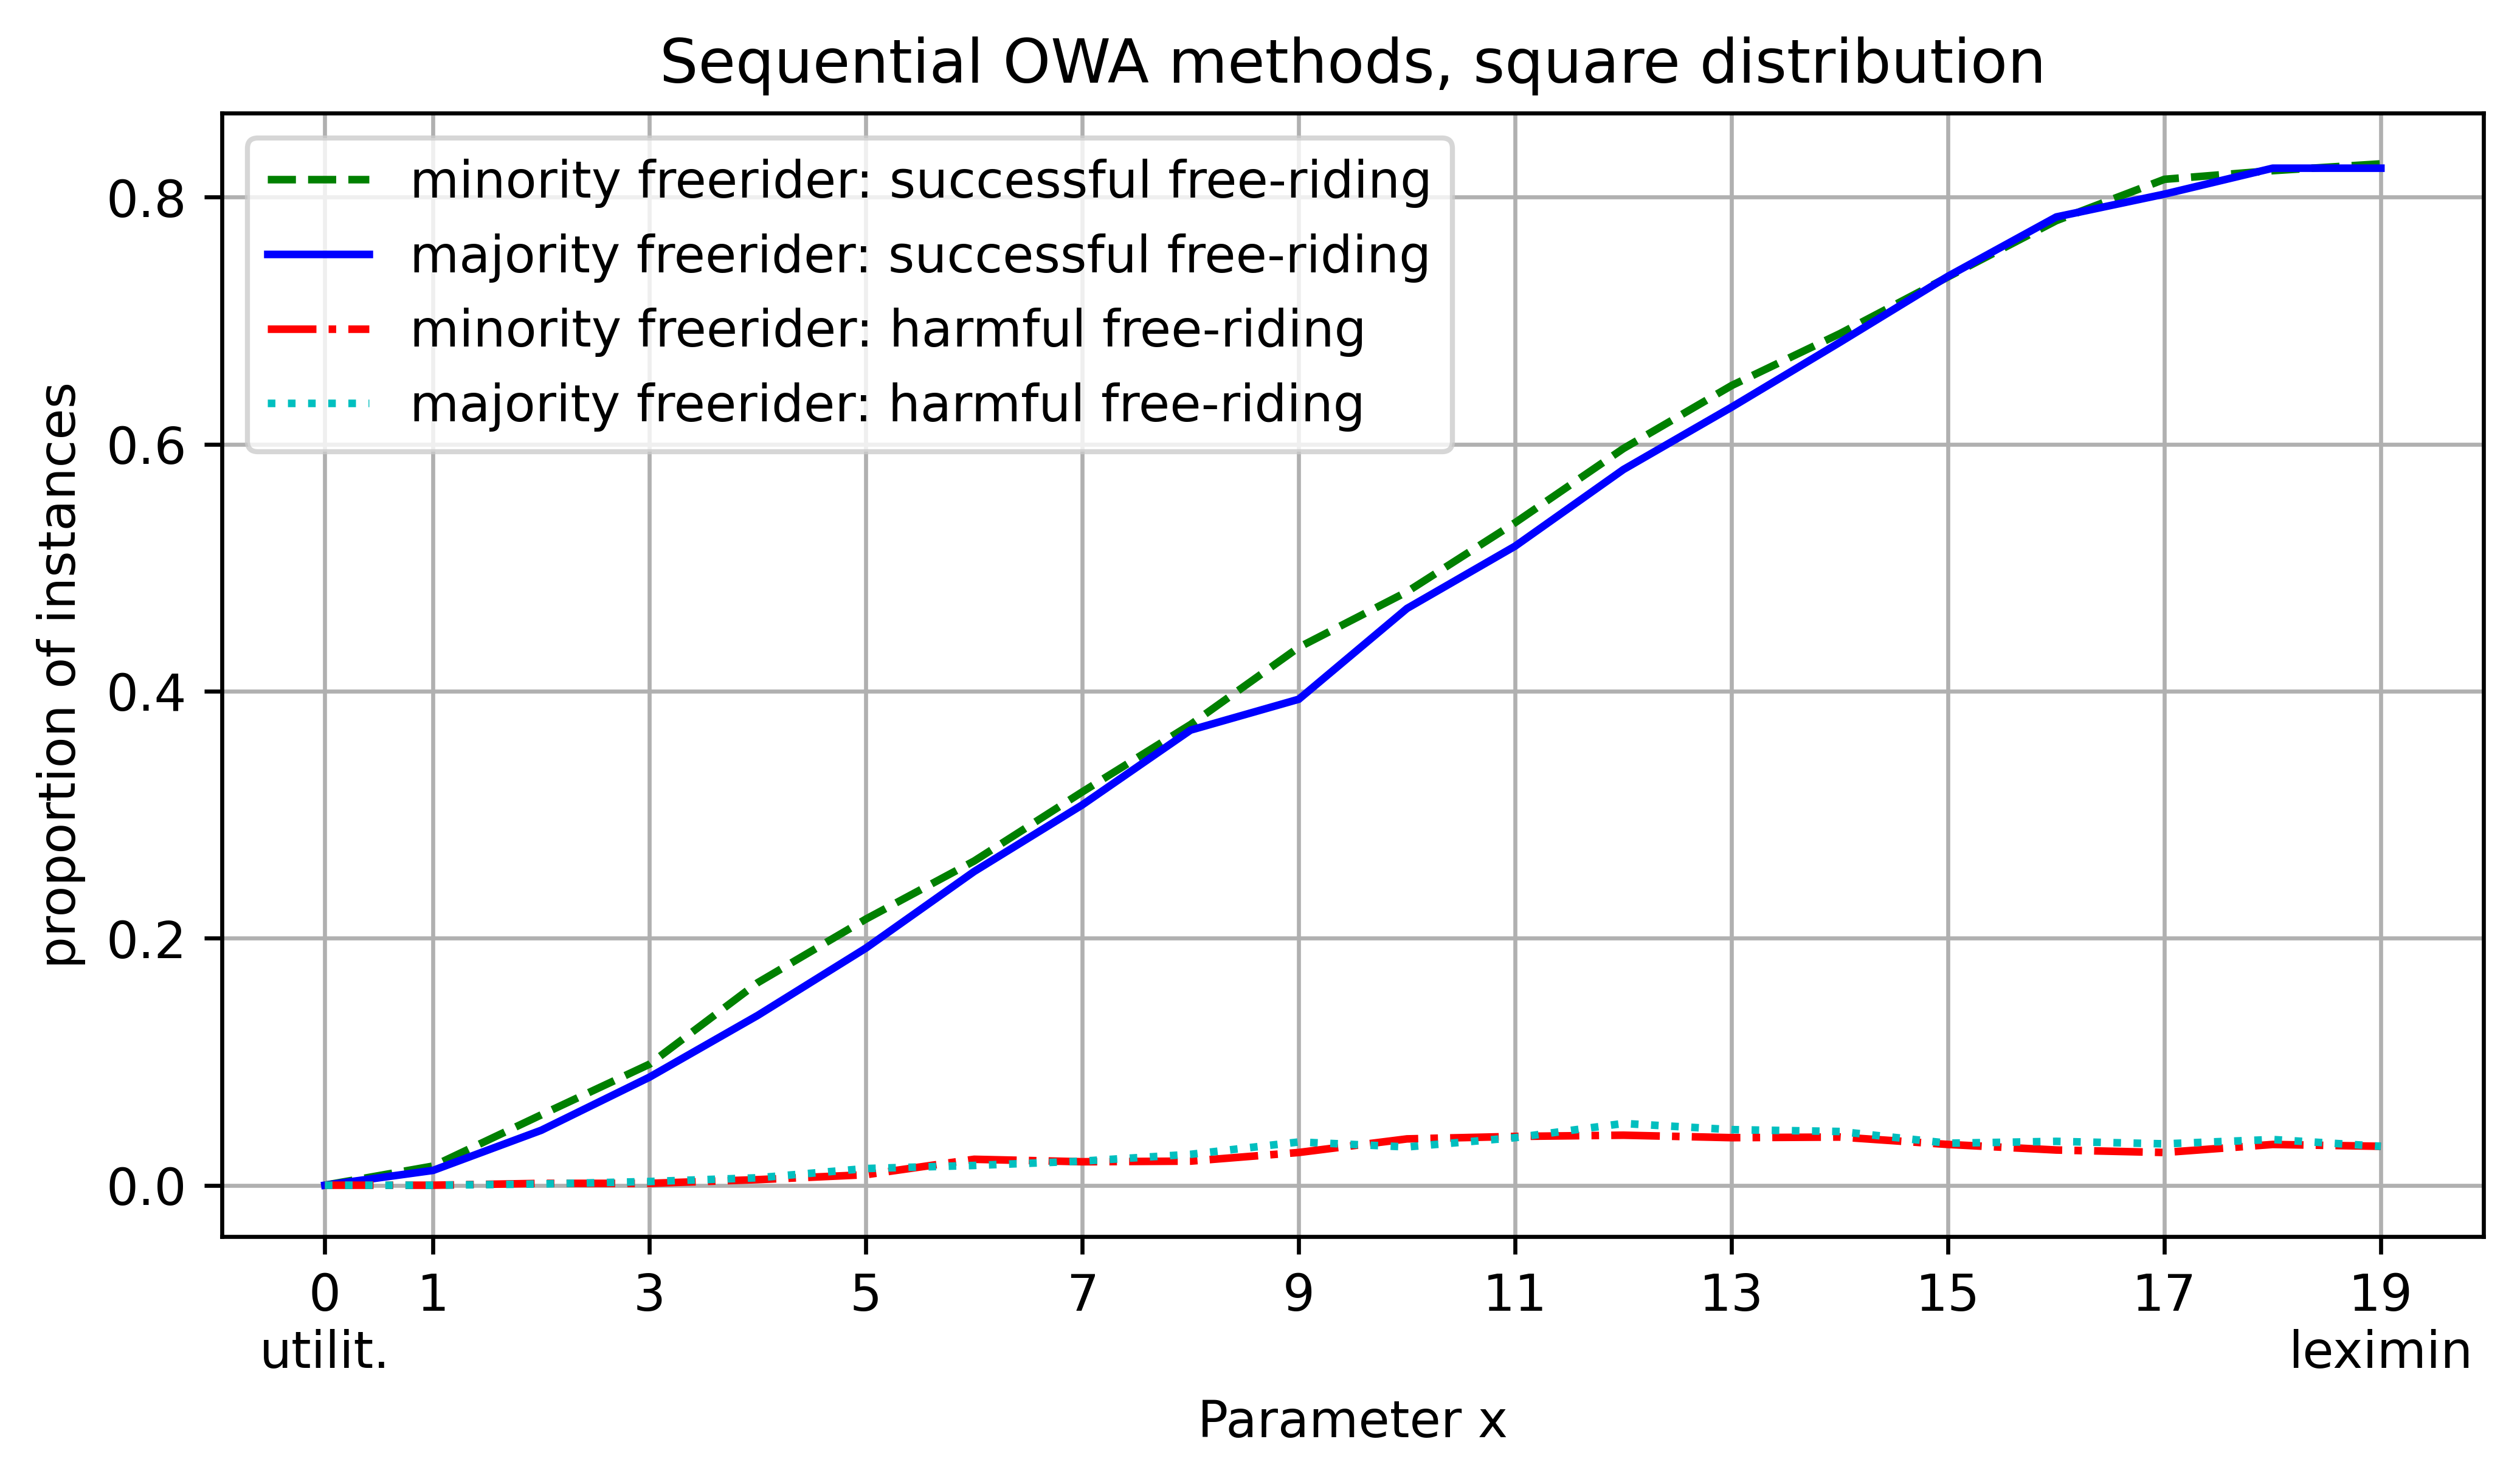 Sequential OWA methods, square distribution
minority freerider: successful free-riding
majority freerider: successful free-riding
minority freerider: harmful free-riding
majority freerider: harmful free-riding
proportion of instances
0.8
0.6
0.4
0.2
0.0
0 1 3 5 7 9 11 13 15 17 19
utilit. leximin
Parameter x